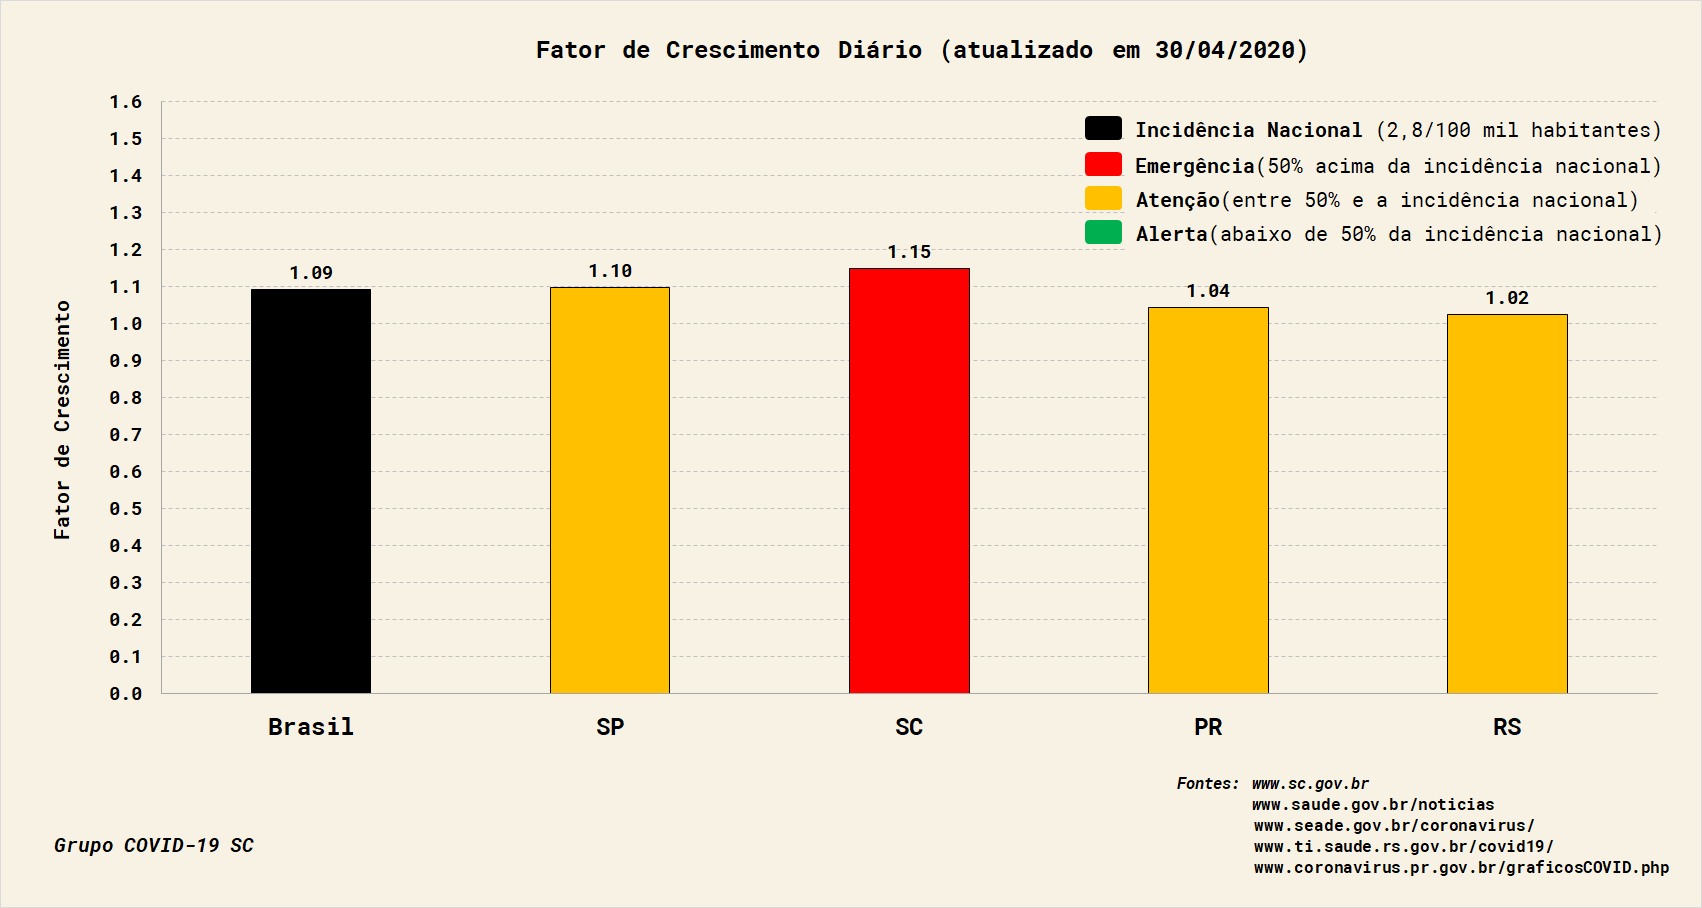 Fator de Crescimento Diário (atualizado em 30/04/2020)
1.6
1.5
1.4
1.3
1.2
1.1
1.0
0.9
0.8
0.7
0.6
0.5
0.4
0.3
0.2
0.1
0.0
Fator de Crescimento
Incidência Nacional (2,8/100 mil habitantes)
Emergência(50% acima da incidência nacional)
Atenção(entre 50% e a incidência nacional)
Alerta(abaixo de 50% da incidência nacional)
1.09
1.10
1.15
1.04
1.02
Brasil
SP
SC
PR
RS
Fontes: www.sc.gov.br
www.saude.gov.br/noticias
www.seade.gov.br/coronavirus/
www.ti.saude.rs.gov.br/covid19/
www.coronavirus.pr.gov.br/graficosCOVID.php
Grupo COVID-19 SC